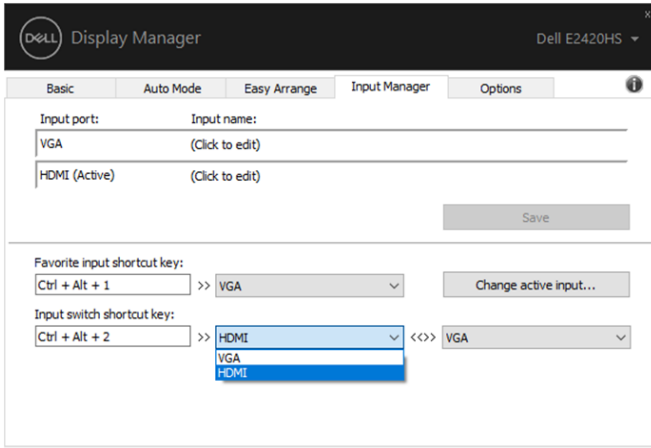 DELL Display Manager Dell E2420HS
x
Basic Auto Mode Easy Arrange Input Manager Options i
Input port: Input name:
VGA (Click to edit)
HDMI (Active) (Click to edit)
Save
Favorite input shortcut key:
Ctrl + Alt + 1 >> VGA Change active input...
Input switch shortcut key:
Ctrl + Alt + 2 >> HDMI <<>> VGA
VGA
HDMI